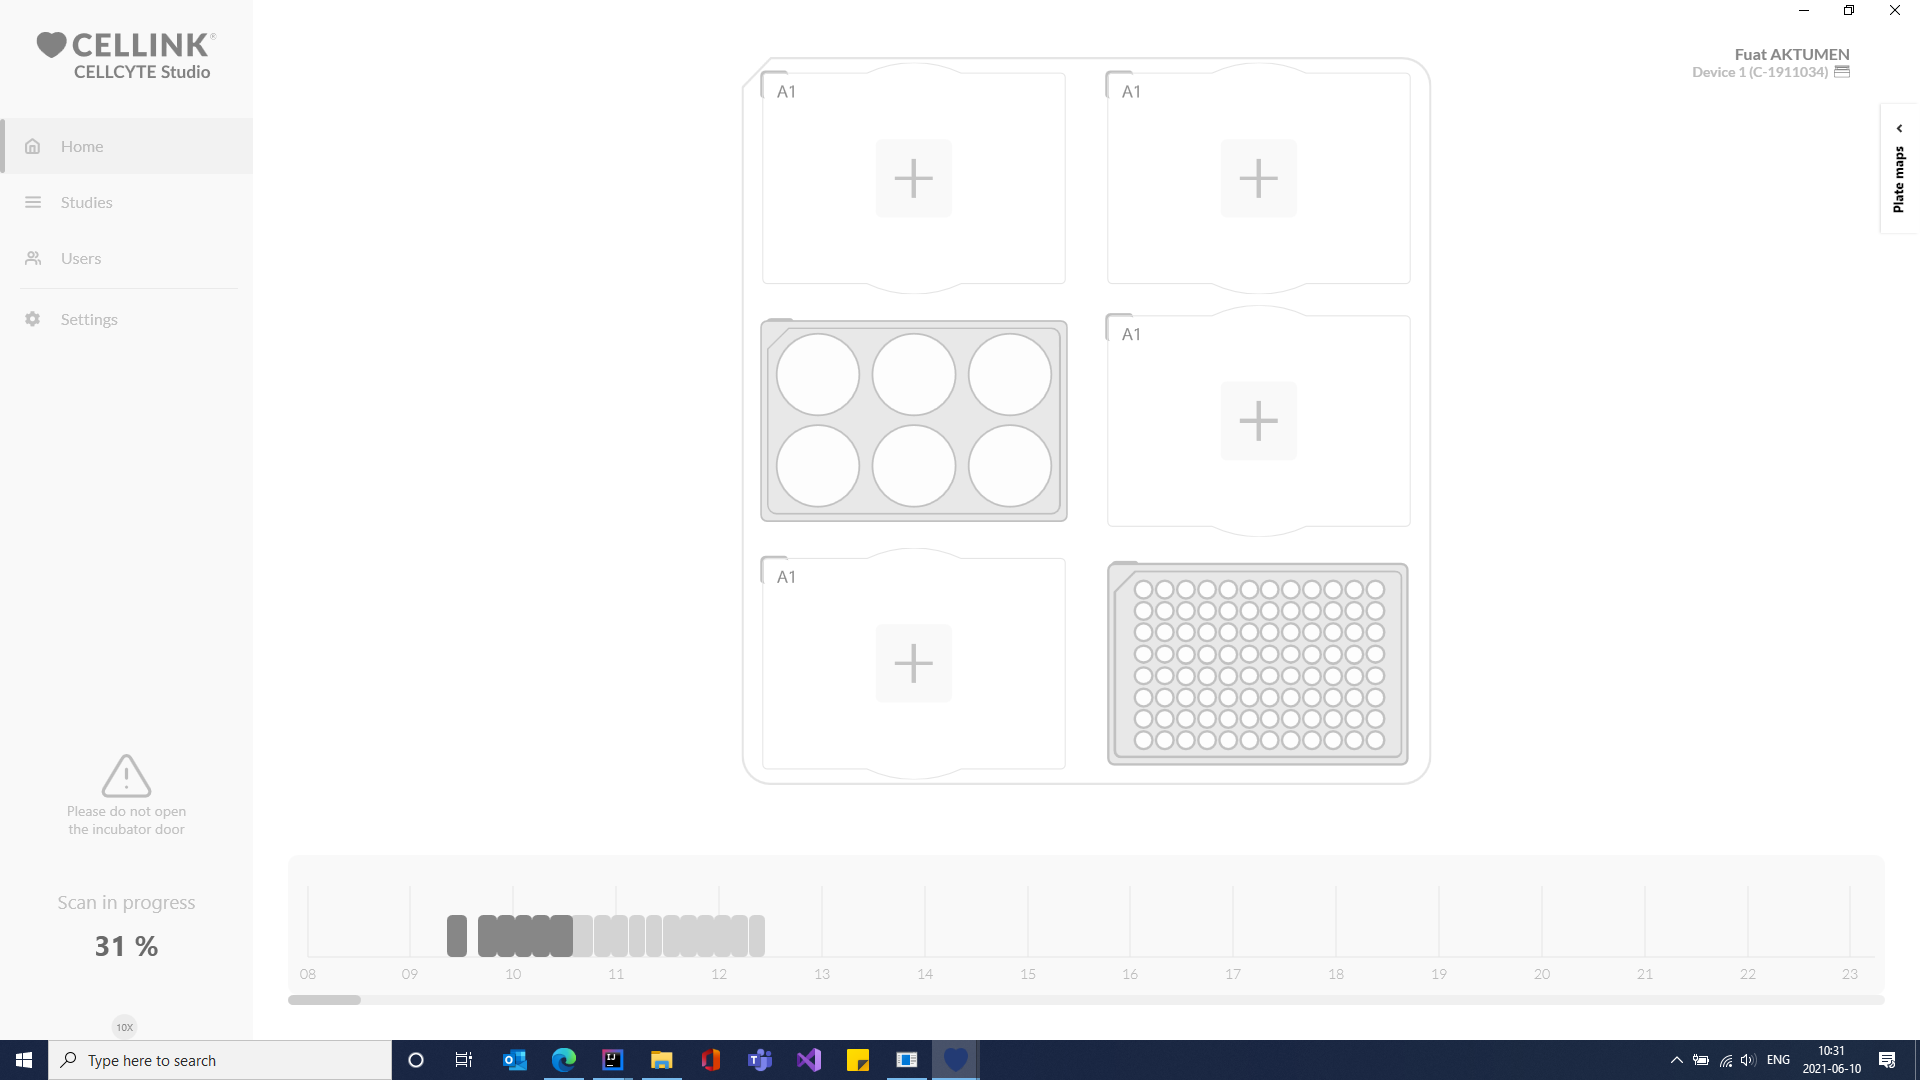 CELLINK®
CELLCYTE Studio
Home
Studies
Users
Settings
Please do not open
the incubator door
Scan in progress
31 %
10X
Fuat AKTUMEN
Device 1 (C-1911034)
Plate maps
A1
A1
A1
A1
08 09 10 11 12 13 14 15 16 17 18 19 20 21 22 23
Type here to search
ENG
10:31
2021-06-10